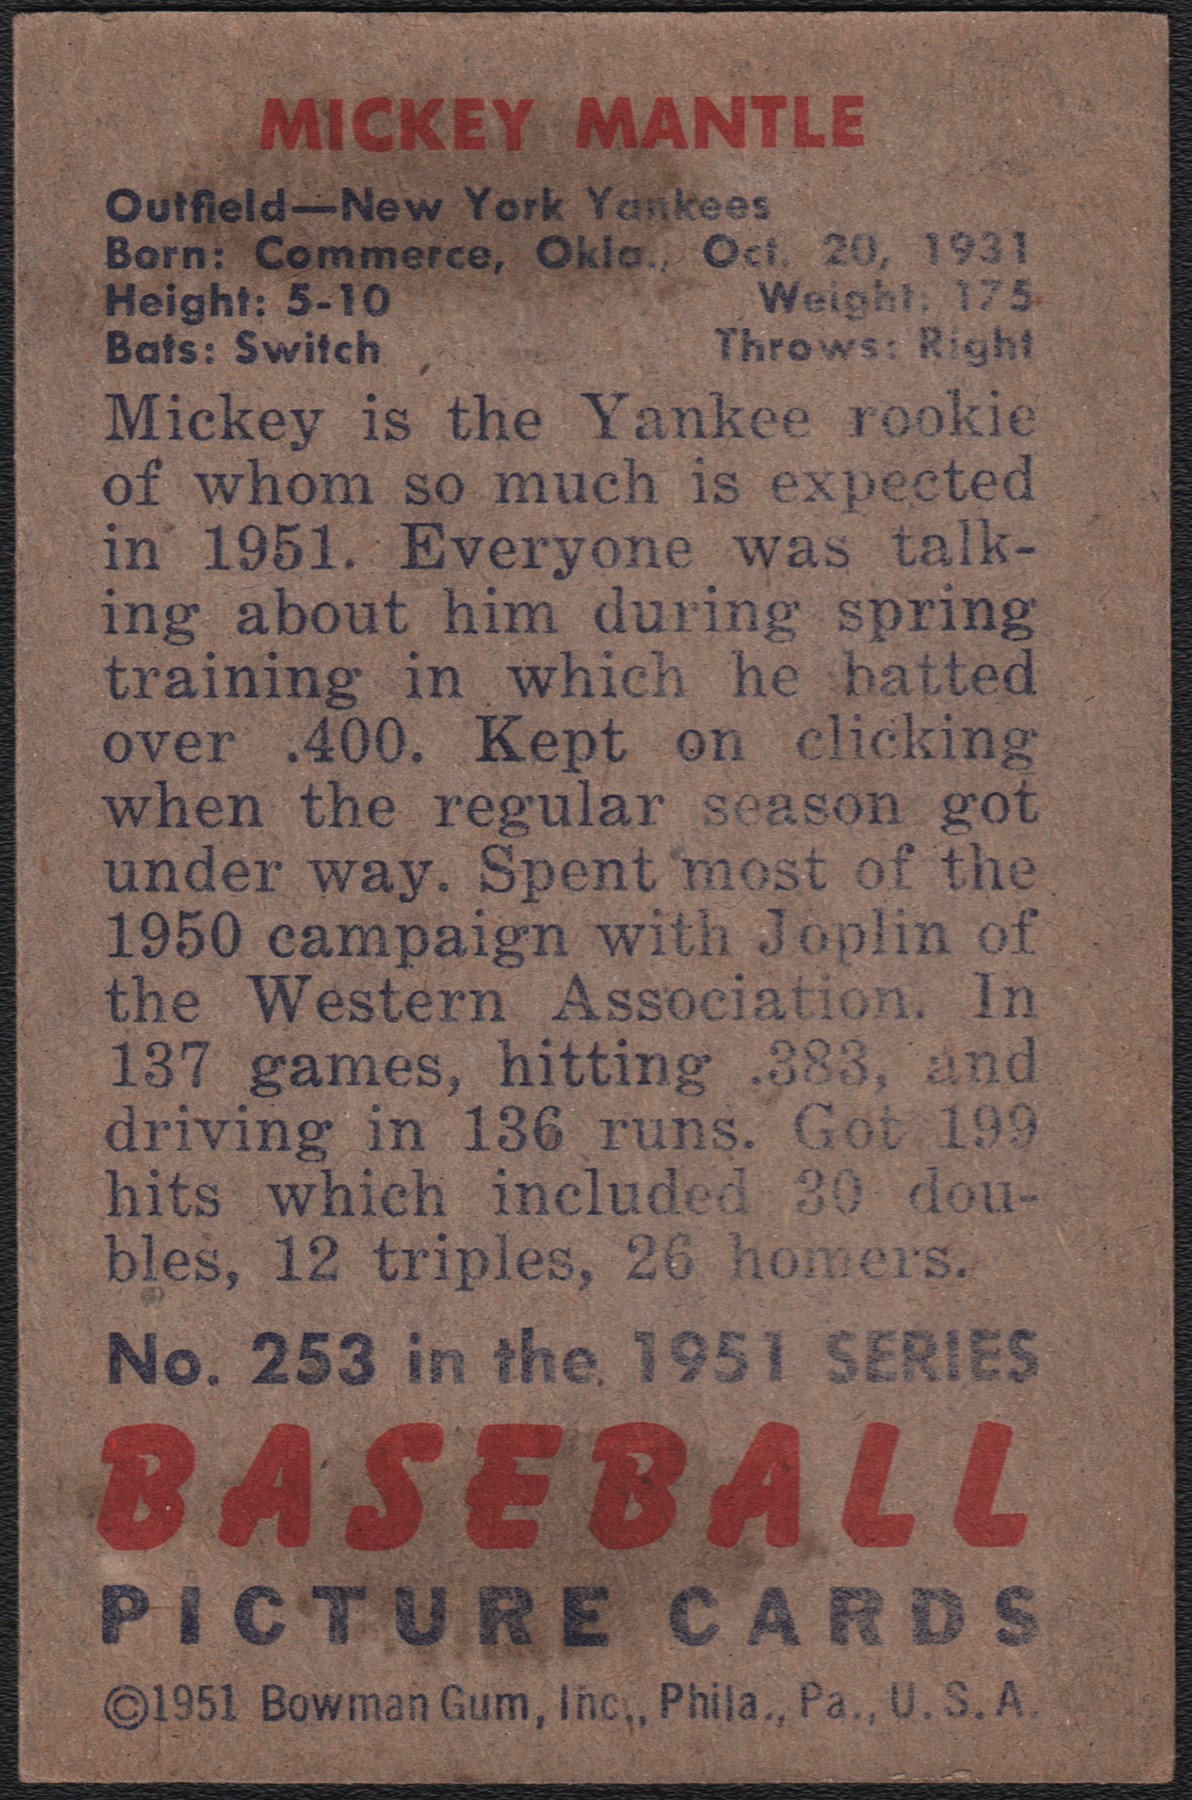 MICKEY MANTLE
Outfield—New York Yankees
Born: Commerce, Okla., Oct. 20, 1931
Height: 5-10 Weight: 175
Bats: Switch Throws: Right
Mickey is the Yankee rookie
of whom so much is expected
in 1951. Everyone was talk-
ing about him during spring
training in which he batted
over .400. Kept on clicking
when the regular season got
under way. Spent most of the
1950 campaign with Joplin of
the Western Association. In
137 games, hitting .383, and
driving in 136 runs. Got 199
hits which included 30 dou-
bles, 12 triples, 26 homers.
No. 253 in the 1951 SERIES
BASEBALL
PICTURE CARDS
©1951 Bowman Gum, Inc., Phila., Pa., U. S. A.